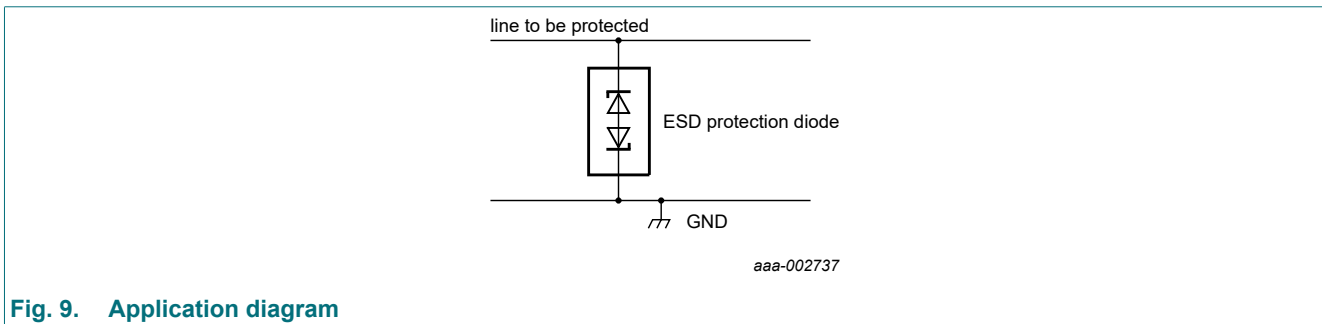 line to be protected
ESD protection diode
GND
aaa-002737
Fig. 9. Application diagram